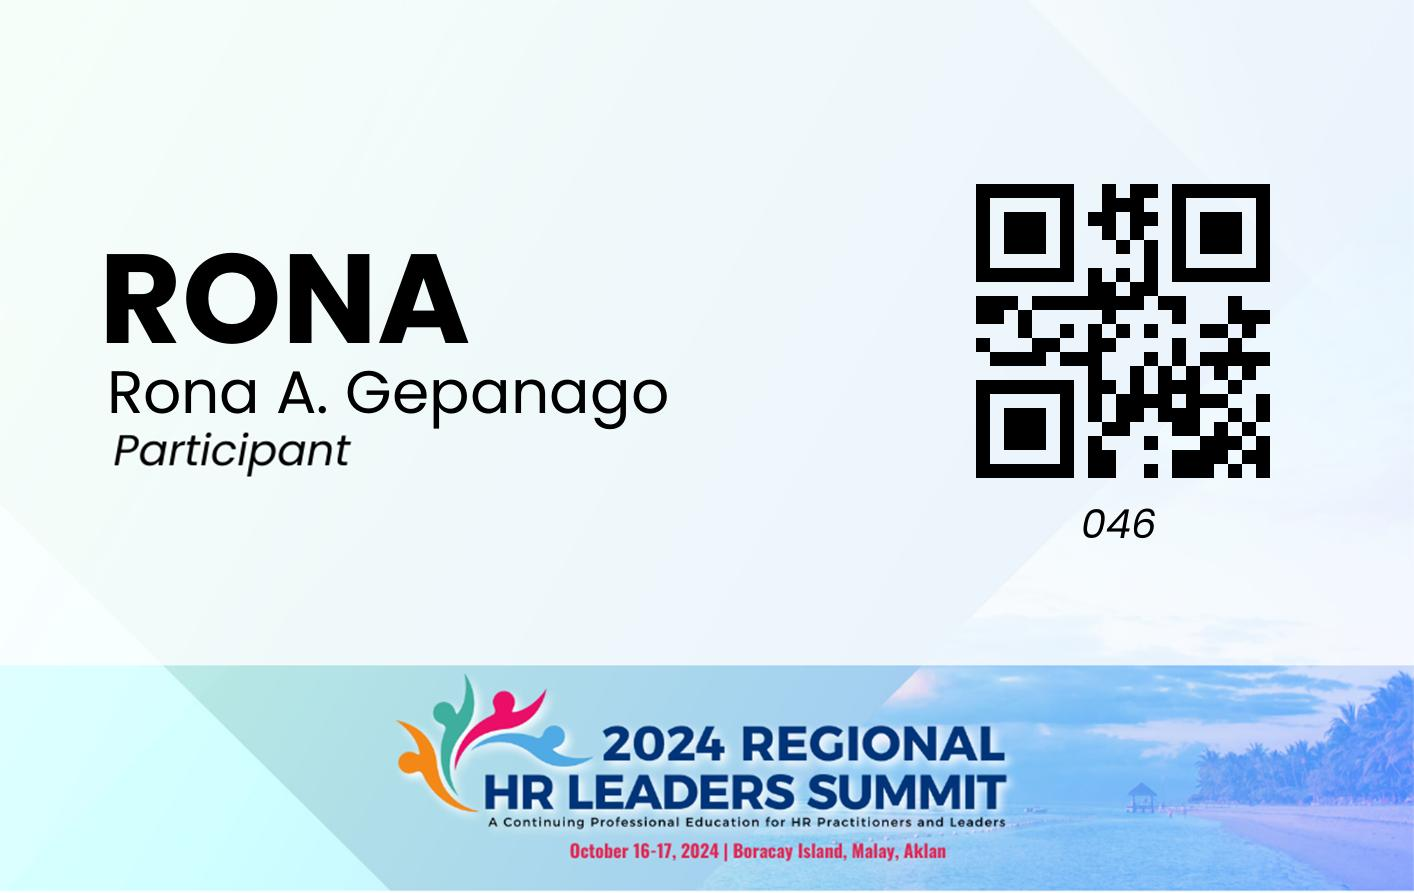 RONA
Rona A. Gepanago
Participant
046
2024 REGIONAL
HR LEADERS SUMMIT
A Continuing Professional Education for HR Practitioners and Leaders
October 16-17, 2024 | Boracay Island, Malay, Aklan